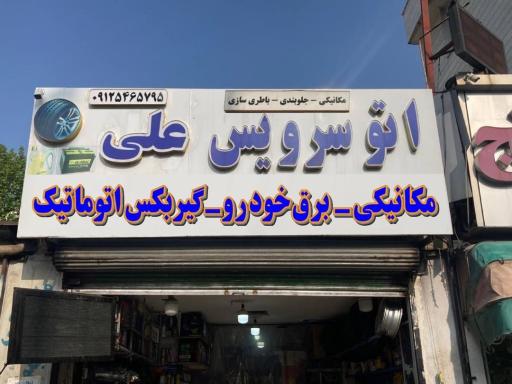 ۰۹۱۲۵۴۶۵۷۹۵
مکانیکی - جلوبندی - باطری سازی
اتو سرویس علی
مکانیکی - برق خودرو - گیربکس اتوماتیک